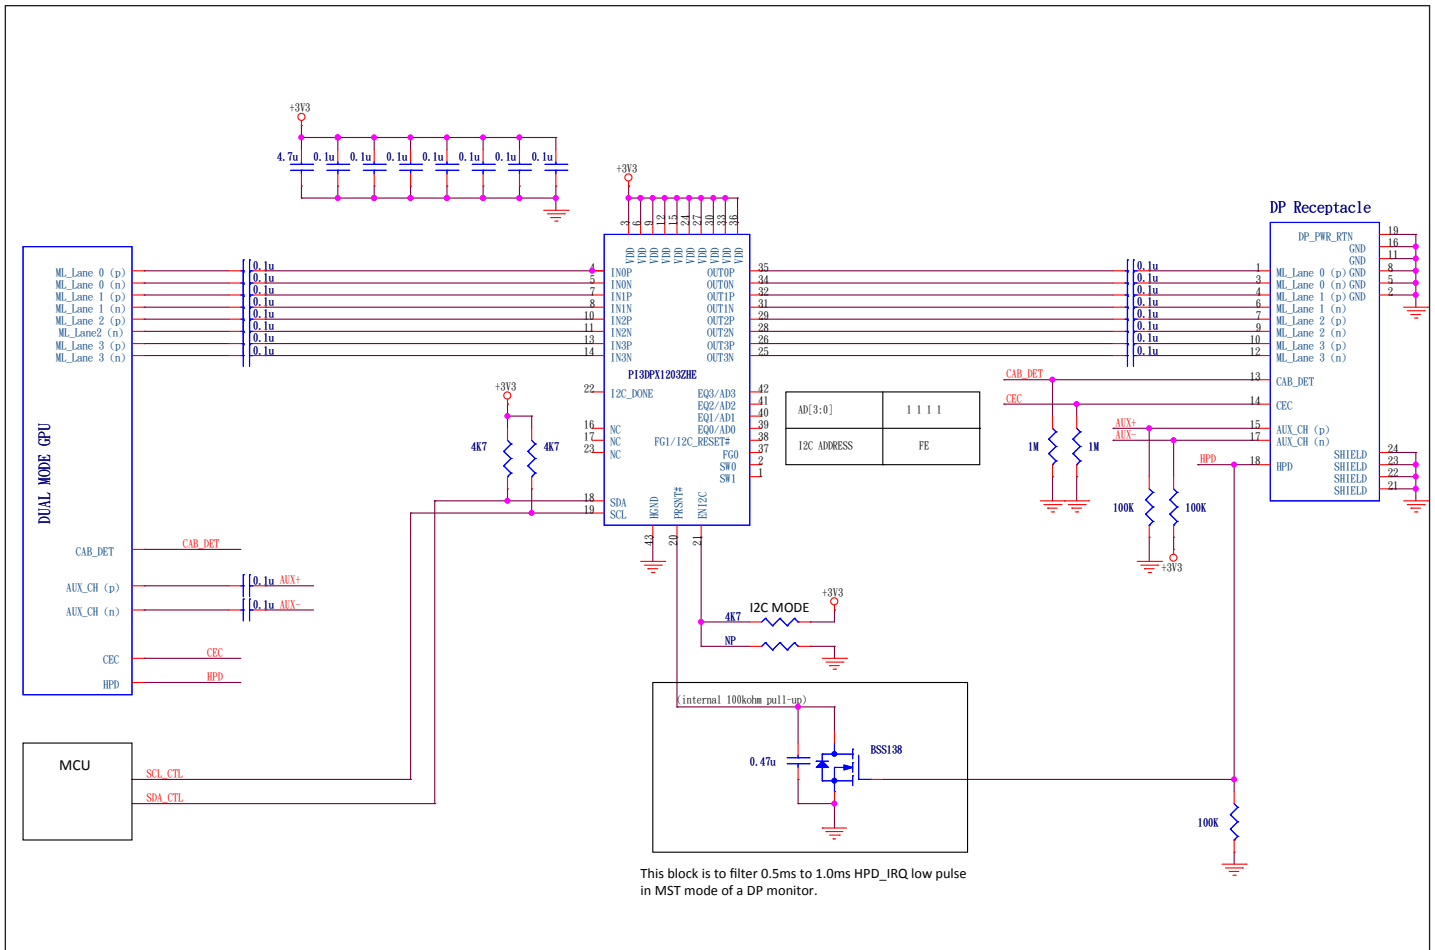 +3V3
4.7u 0.1u 0.1u 0.1u 0.1u 0.1u 0.1u 0.1u
+3V3
3 6 9 12 15 24 27 30 33 36
VDD VDD VDD VDD VDD VDD VDD VDD VDD VDD
DP Receptacle
DP_PWR_RTN 19
GND 16
GND 11
ML_Lane 0 (p) 0.1u 4 IN0P OUT0P 35 0.1u 1 ML_Lane 0 (p) GND 8
ML_Lane 0 (n) 0.1u 5 IN0N OUT0N 34 0.1u 3 ML_Lane 0 (n) GND 5
ML_Lane 1 (p) 0.1u 7 IN1P OUT1P 32 0.1u 4 ML_Lane 1 (p) GND 2
ML_Lane 1 (n) 0.1u 8 IN1N OUT1N 31 0.1u 6 ML_Lane 1 (n)
ML_Lane 2 (p) 0.1u 10 IN2P OUT2P 29 0.1u 7 ML_Lane 2 (p)
ML_Lane2 (n) 0.1u 11 IN2N OUT2N 28 0.1u 9 ML_Lane 2 (n)
ML_Lane 3 (p) 0.1u 13 IN3P OUT3P 26 0.1u 10 ML_Lane 3 (p)
ML_Lane 3 (n) 0.1u 14 IN3N OUT3N 25 0.1u 12 ML_Lane 3 (n)
PI3DPX1203ZHE
CAB_DET 13 CAB_DET
+3V3
22 I2C_DONE EQ3/AD3 42
EQ2/AD2 41
EQ1/AD1 40
EQ0/AD0 39
AD[3:0] 1 1 1 1
CEC 14 CEC
16 NC
17 NC FG1/I2C_RESET# 38
23 NC FG0 37
SW0 2
SW1 1
I2C ADDRESS FE
4K7 4K7
1M 1M
AUX+ 15 AUX_CH (p)
AUX- 17 AUX_CH (n)
HPD 18 HPD
SHIELD 24
SHIELD 23
SHIELD 22
SHIELD 21
18 SDA
19 SCL
HGND PRSNT# ENI2C
43 20 21
100K 100K
+3V3
DUAL MODE GPU
CAB_DET CAB_DET
AUX_CH (p) 0.1u AUX+
AUX_CH (n) 0.1u AUX-
CEC CEC
HPD HPD
+3V3
I2C MODE
4K7
NP
(internal 100kohm pull-up)
BSS138
0.47u
MCU
SCL_CTL
SDA_CTL
100K
This block is to filter 0.5ms to 1.0ms HPD_IRQ low pulse
in MST mode of a DP monitor.